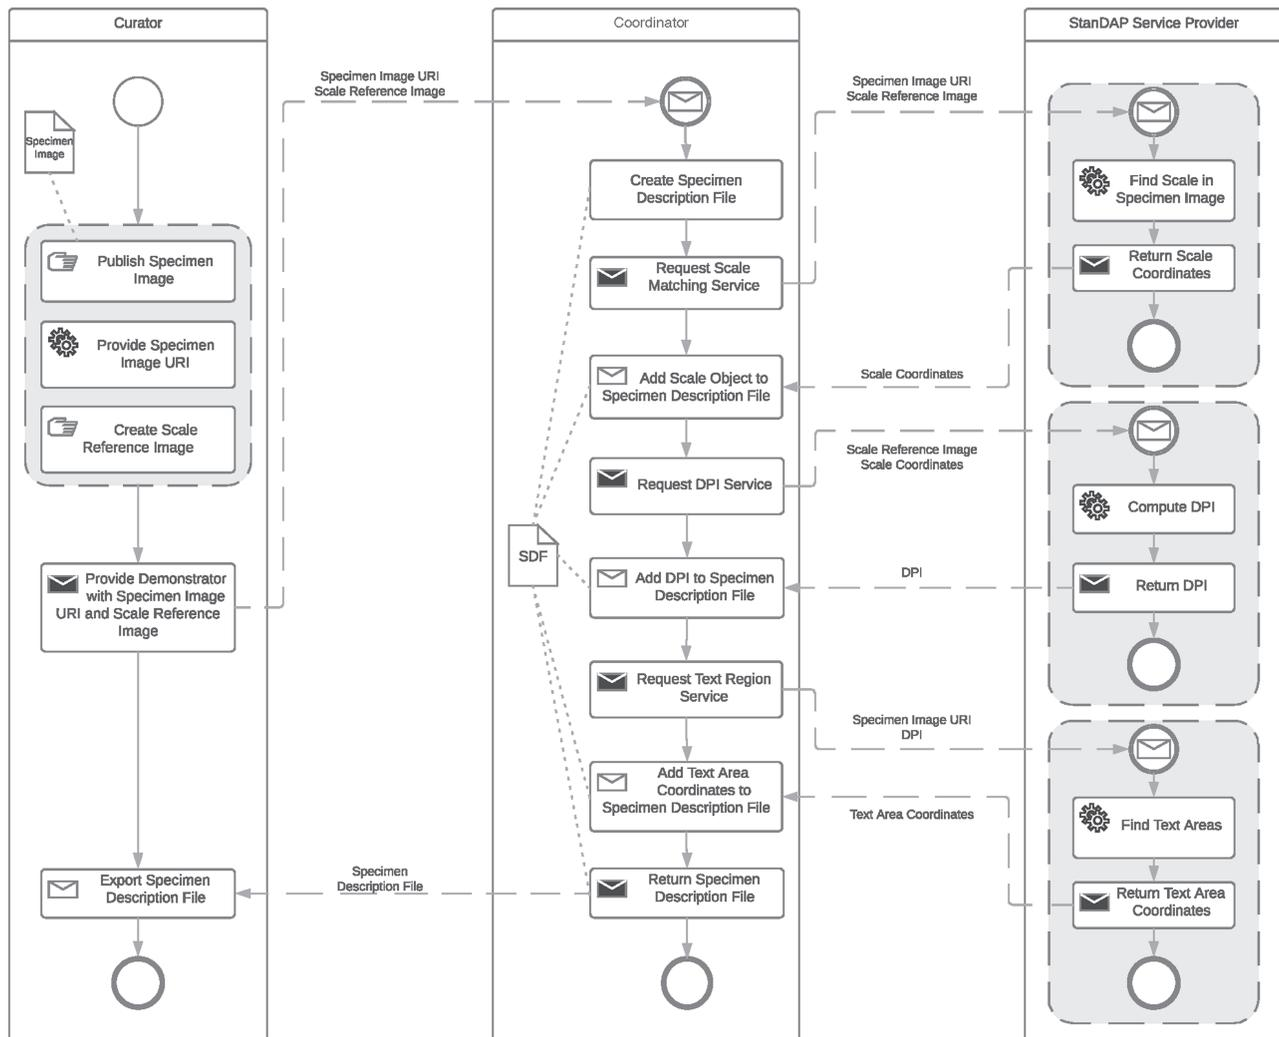 Curator
Coordinator
StanDAP Service Provider
Specimen
Image
Publish Specimen
Image
Provide Specimen
Image URI
Create Scale
Reference Image
Provide Demonstrator
with Specimen Image
URI and Scale Reference
Image
Export Specimen
Description File
Specimen Image URI
Scale Reference Image
Specimen
Description File
Create Specimen
Description File
Request Scale
Matching Service
Add Scale Object to
Specimen Description File
Request DPI Service
SDF
Add DPI to Specimen
Description File
Request Text Region
Service
Add Text Area
Coordinates to
Specimen Description File
Return Specimen
Description File
Specimen Image URI
Scale Reference Image
Scale Coordinates
Scale Reference Image
Scale Coordinates
DPI
Specimen Image URI
DPI
Text Area Coordinates
Find Scale in
Specimen Image
Return Scale
Coordinates
Compute DPI
Return DPI
Find Text Areas
Return Text Area
Coordinates